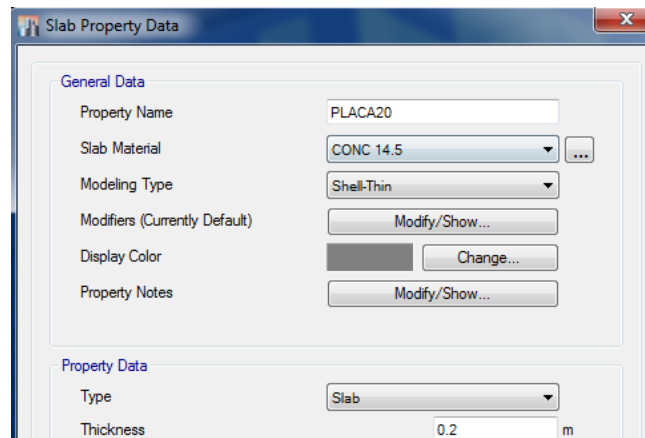 Slab Property Data
General Data
Property Name PLACA20
Slab Material CONC 14.5 ...
Modeling Type Shell-Thin
Modifiers (Currently Default) Modify/Show...
Display Color Change...
Property Notes Modify/Show...
Property Data
Type Slab
Thickness 0.2 m